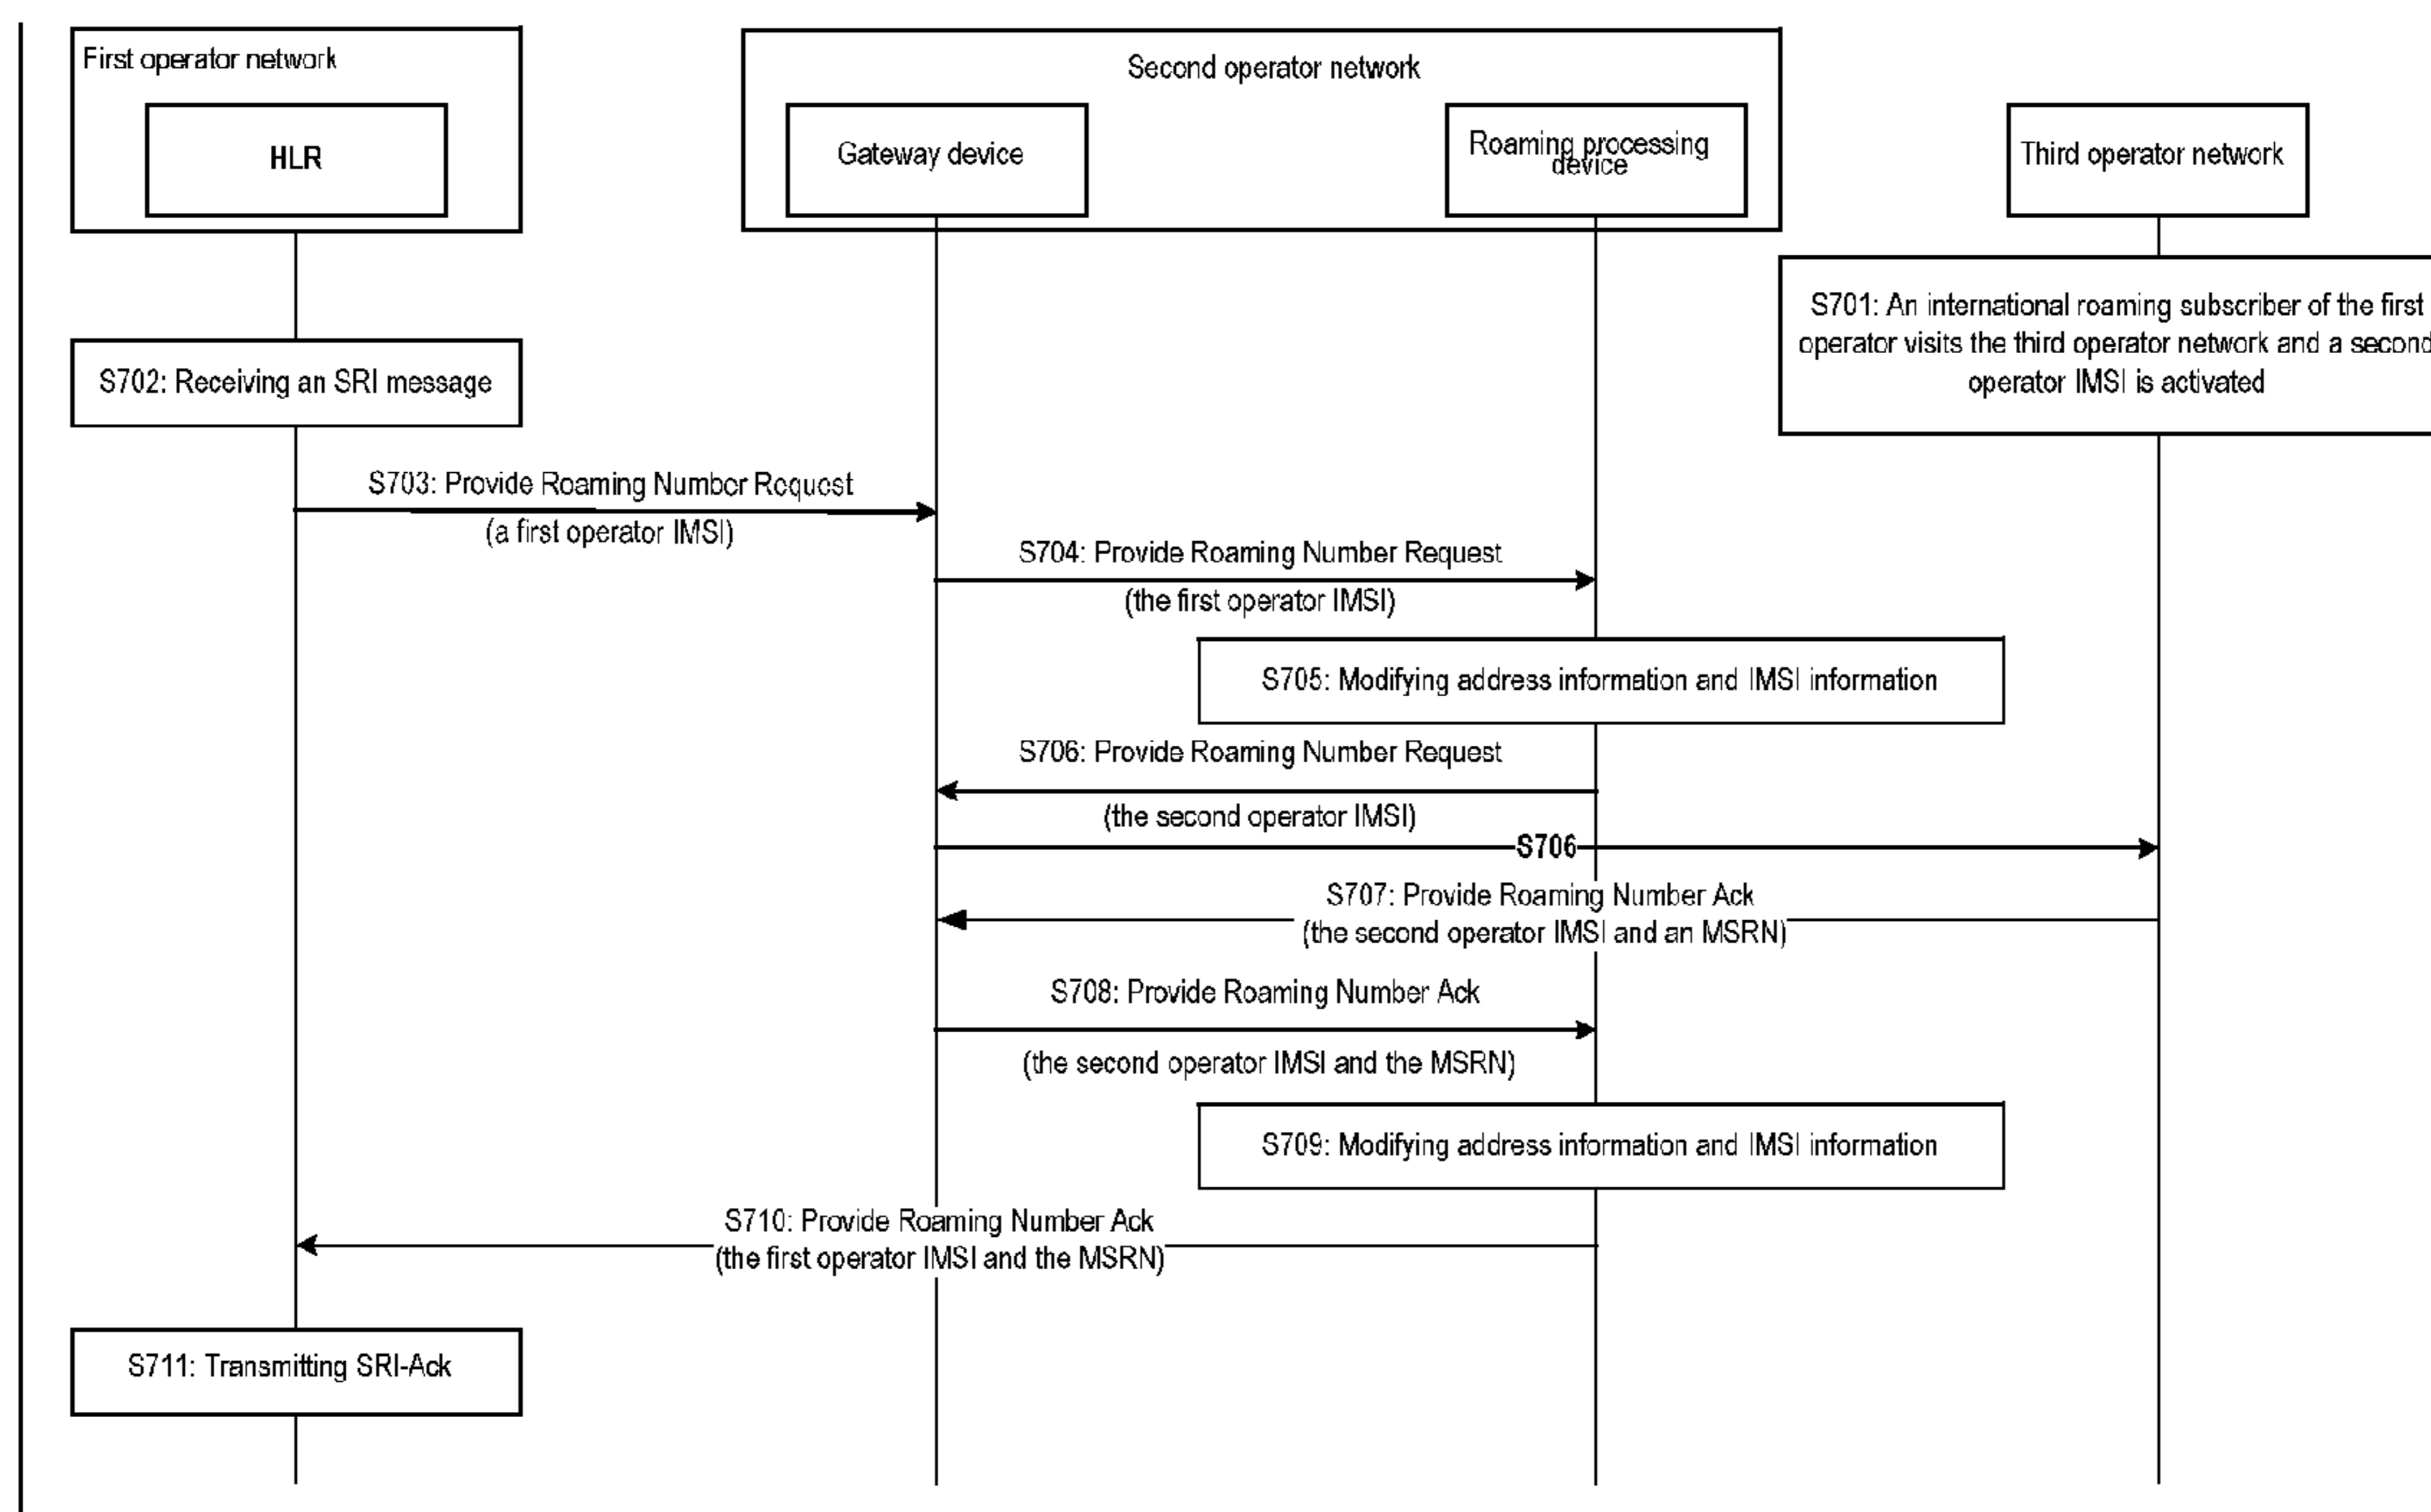 First operator network
HLR
Second operator network
Gateway device
Roaming processing
device
Third operator network
S701: An international roaming subscriber of the first
operator visits the third operator network and a second
operator IMSI is activated
S702: Receiving an SRI message
S703: Provide Roaming Number Request
(a first operator IMSI)
S704: Provide Roaming Number Request
(the first operator IMSI)
S705: Modifying address information and IMSI information
S706: Provide Roaming Number Request
(the second operator IMSI)
S706
S707: Provide Roaming Number Ack
(the second operator IMSI and an MSRN)
S708: Provide Roaming Number Ack
(the second operator IMSI and the MSRN)
S709: Modifying address information and IMSI information
S710: Provide Roaming Number Ack
(the first operator IMSI and the MSRN)
S711: Transmitting SRI-Ack